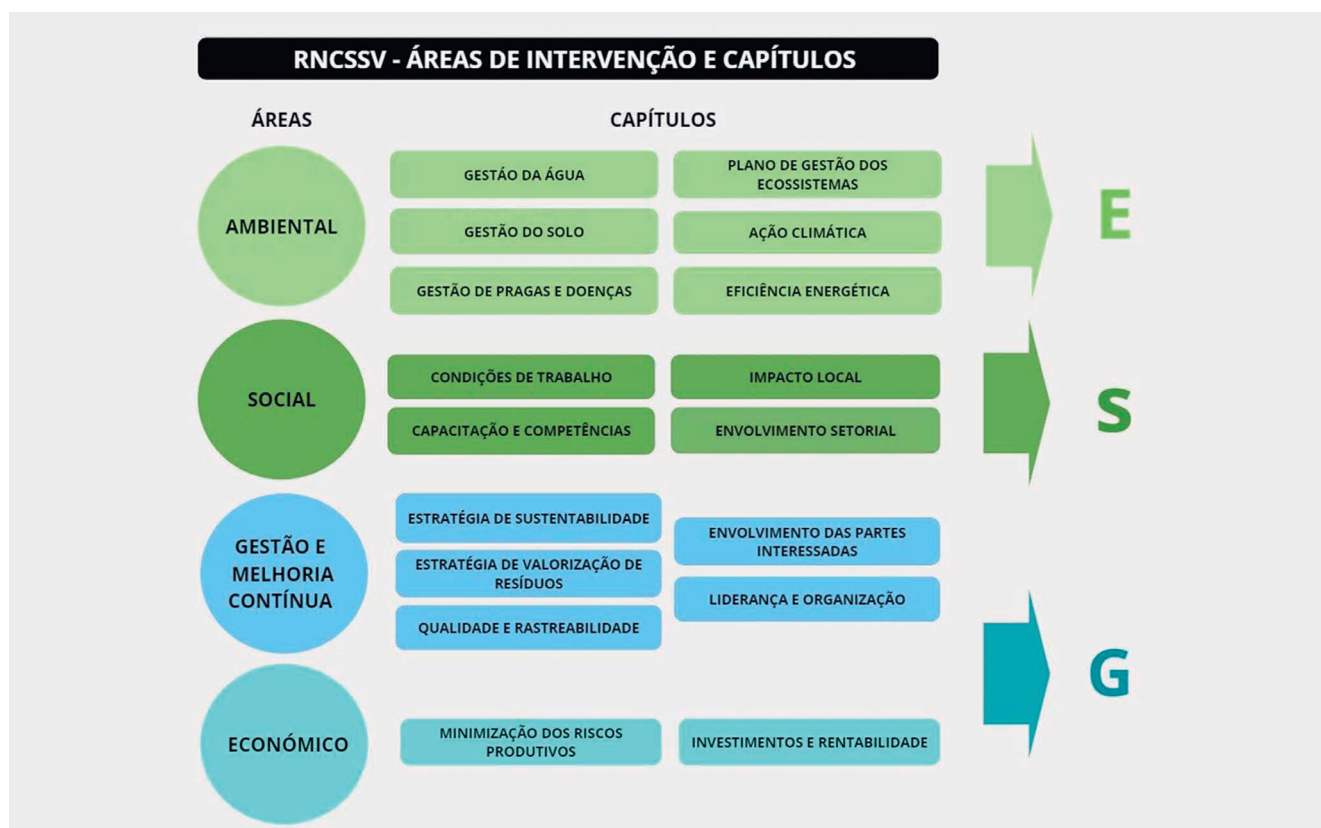 RNCSSV - ÁREAS DE INTERVENÇÃO E CAPÍTULOS
ÁREAS
CAPÍTULOS
AMBIENTAL
GESTÁO DA ÁGUA
PLANO DE GESTÃO DOS
ECOSSISTEMAS
GESTÃO DO SOLO
AÇÃO CLIMÁTICA
GESTÃO DE PRAGAS E DOENÇAS
EFICIÊNCIA ENERGÉTICA
E
SOCIAL
CONDIÇÕES DE TRABALHO
IMPACTO LOCAL
CAPACITAÇÃO E COMPETÊNCIAS
ENVOLVIMENTO SETORIAL
S
GESTÃO E
MELHORIA
CONTÍNUA
ESTRATÉGIA DE SUSTENTABILIDADE
ENVOLVIMENTO DAS PARTES
INTERESSADAS
ESTRATÉGIA DE VALORIZAÇÃO DE
RESÍDUOS
LIDERANÇA E ORGANIZAÇÃO
QUALIDADE E RASTREABILIDADE
G
ECONÓMICO
MINIMIZAÇÃO DOS RISCOS
PRODUTIVOS
INVESTIMENTOS E RENTABILIDADE